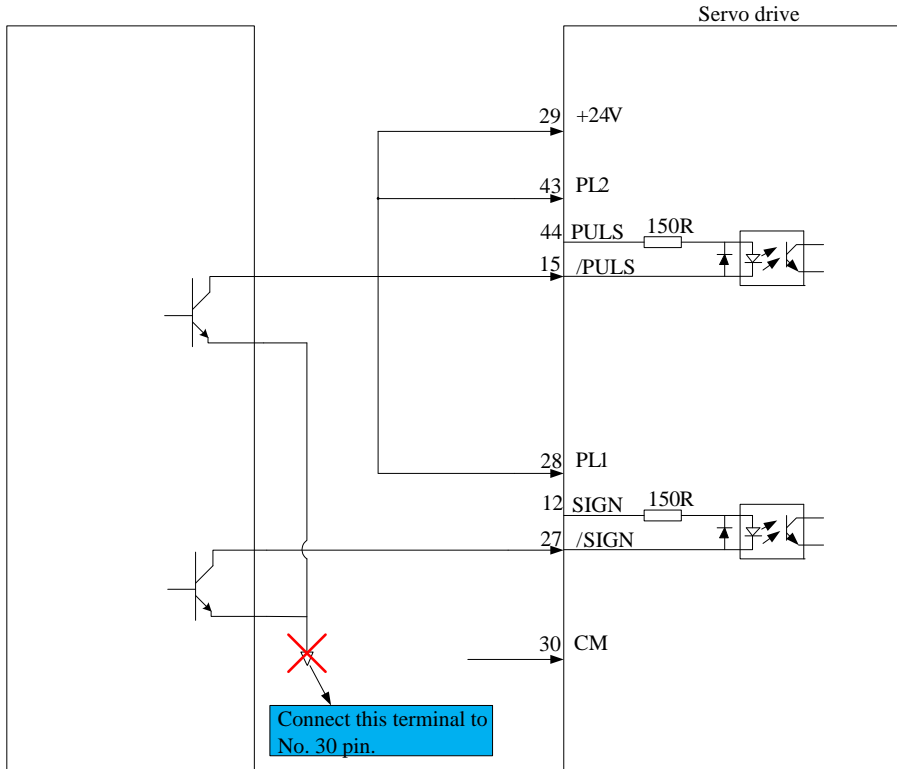 Servo drive
29 +24V
43 PL2
44 PULS 150R
15 /PULS
28 PL1
12 SIGN 150R
27 /SIGN
30 CM
Connect this terminal to
No. 30 pin.